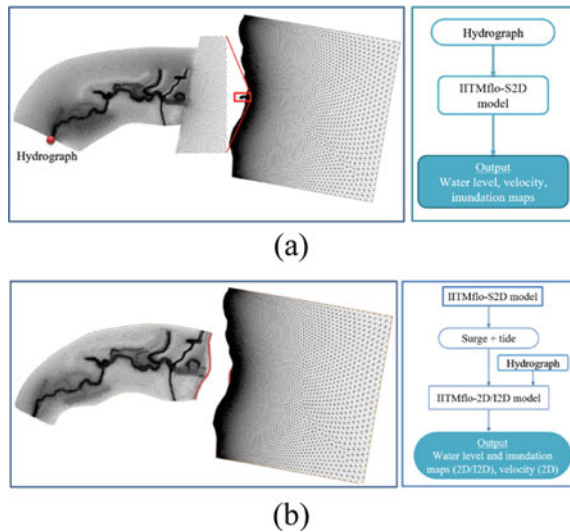 Hydrograph
Hydrograph
IITMflo-S2D
model
Output
Water level, velocity,
inundation maps
(a)
IITMflo-S2D model
Surge + tide
Hydrograph
IITMflo-2D/I2D model
Output
Water level and inundation
maps (2D/I2D), velocity (2D)
(b)